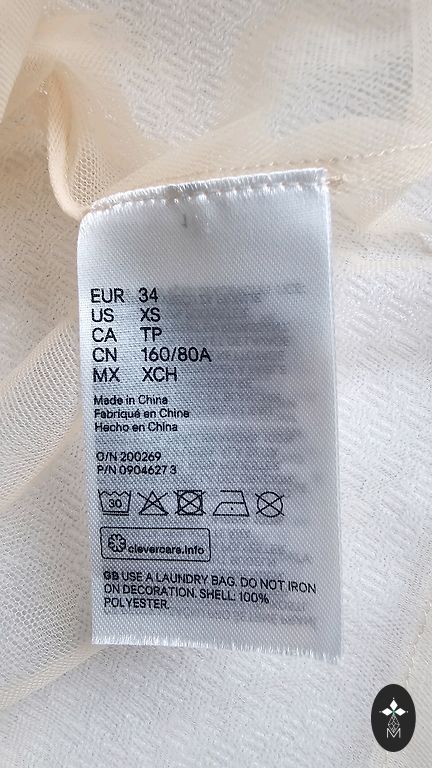 EUR 34
US XS
CA TP
CN 160/80A
MX XCH
Made in China
Fabriqué en China
Hecho en China
O/N 200269
P/N 0904627 3
30
clevercare.info
GB USE A LAUNDRY BAG. DO NOT IRON
ON DECORATION. SHELL: 100%
POLYESTER.
M